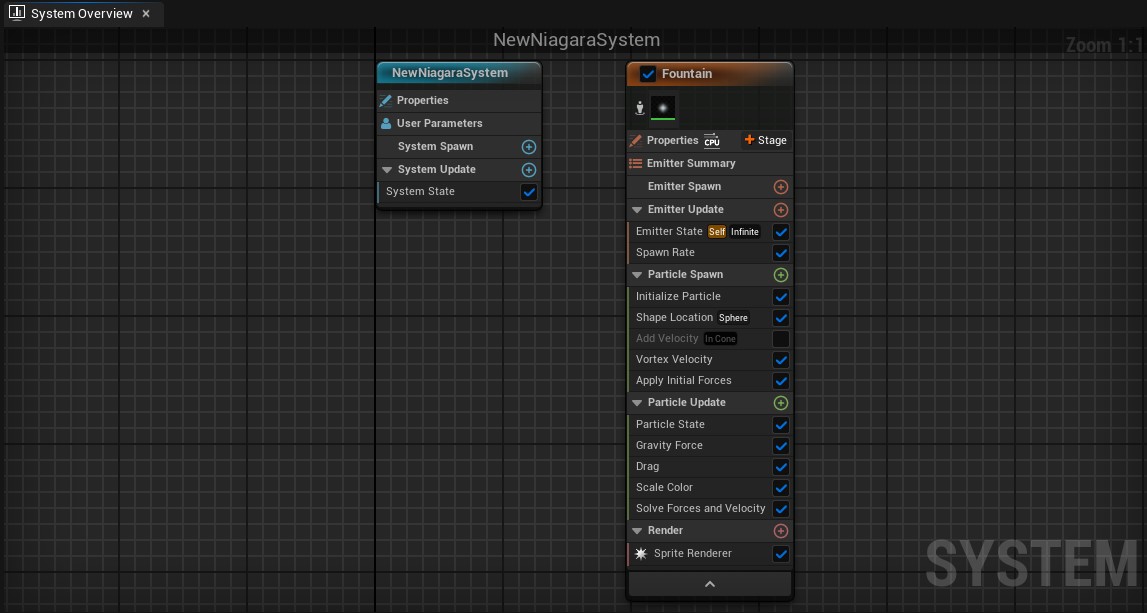 System Overview
NewNiagaraSystem
Zoom 1:1
NewNiagaraSystem
Properties
User Parameters
System Spawn
System Update
System State
Fountain
Properties CPU Stage
Emitter Summary
Emitter Spawn
Emitter Update
Emitter State Self Infinite
Spawn Rate
Particle Spawn
Initialize Particle
Shape Location Sphere
Add Velocity In Cone
Vortex Velocity
Apply Initial Forces
Particle Update
Particle State
Gravity Force
Drag
Scale Color
Solve Forces and Velocity
Render
Sprite Renderer
SYSTEM